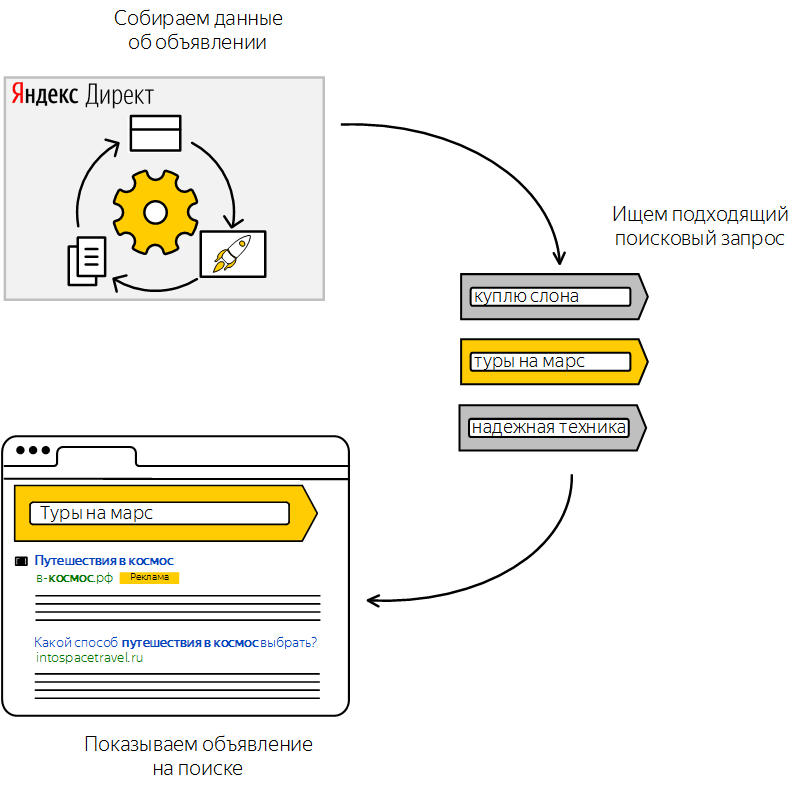 Собираем данные
об объявлении
Яндекс Директ
Ищем подходящий
поисковый запрос
куплю слона
туры на марс
надежная техника
Туры на марс
Путешествия в космос
в-космос.рф Реклама
Какой способ путешествия в космос выбрать?
intospacetravel.ru
Показываем объявление
на поиске